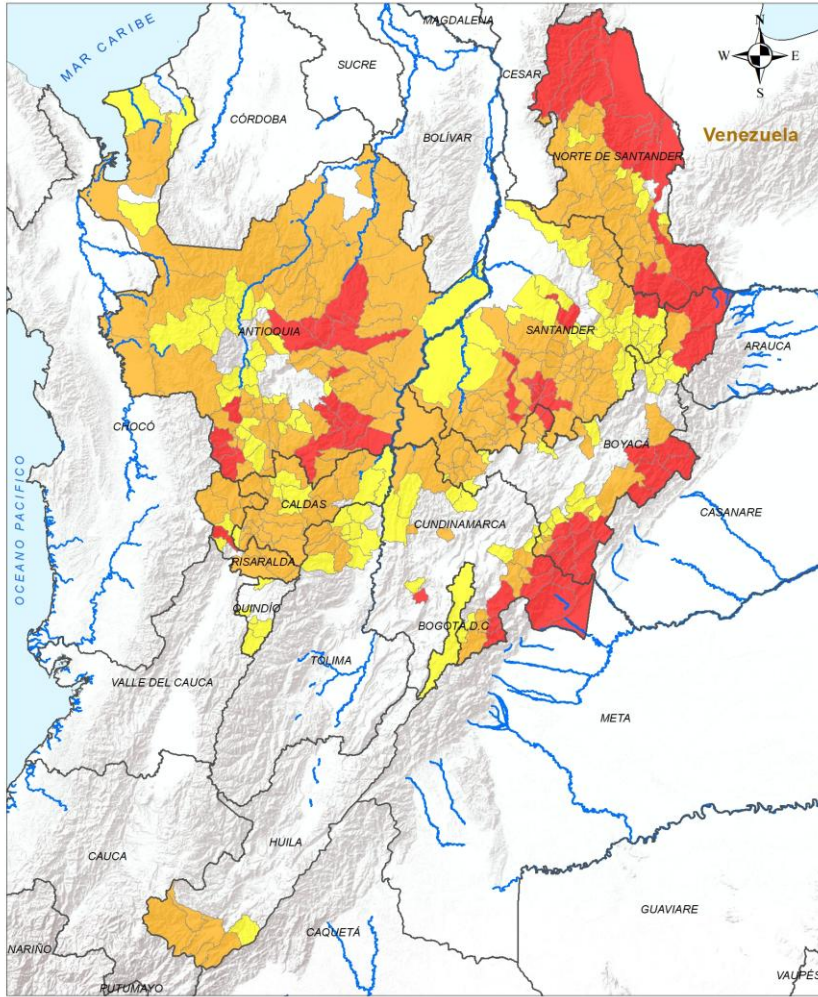 MAGDALENA
N
W E
S
MAR CARIBE
SUCRE
CESAR
CÓRDOBA
BOLÍVAR
Venezuela
NORTE DE SANTANDER
ANTIOQUIA
SANTANDER
ARAUCA
CHOCÓ
BOYACÁ
CALDAS
CASANARE
CUNDINAMARCA
OCEANO PACIFICO
RISARALDA
QUINDÍO
BOGOTÁ D.C
TOLIMA
VALLE DEL CAUCA
META
HUILA
CAUCA
GUAVIARE
CAQUETÁ
NARIÑO
PUTUMAYO
VAUPÉS